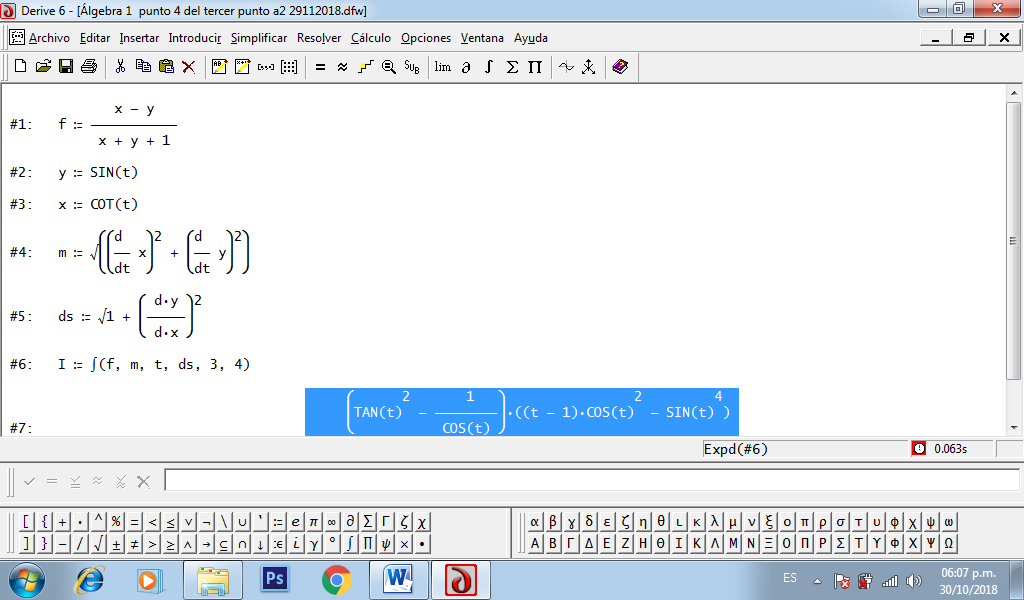 Derive 6 - [Álgebra 1 punto 4 del tercer punto a2 29112018.dfw]
Archivo Editar Insertar Introducir Simplificar Resolver Cálculo Opciones Ventana Ayuda
= ≈ SUB lim ∂ ∫ ∑ ∏
#1: f := (x - y)/(x + y + 1)
#2: y := SIN(t)
#3: x := COT(t)
#4: m := √((d/dt x)^2 + (d/dt y)^2)
#5: ds := √1 + (d·y/d·x)^2
#6: I := ∫(f, m, t, ds, 3, 4)
#7: (TAN(t)^2 - 1/COS(t))·((t - 1)·COS(t)^2 - SIN(t)^4)
Expd(#6) 0.063s
[ { + · ^ % = < ≤ ∨ ¬ \ ∪ ' := e π ∞ ∂ ∑ Γ ζ χ
] } - / √ ± ≠ > ≥ ∧ → ⊆ ∩ ↓ :∈ i γ ° ∫ ∏ ψ × •
α β γ δ ε ζ η θ ι κ λ μ ν ξ ο π ρ σ τ υ φ χ ψ ω
Α Β Γ Δ Ε Ζ Η Θ Ι Κ Λ Μ Ν Ξ Ο Π Ρ Σ Τ Υ Φ Χ Ψ Ω
Ps W ES 06:07 p.m.
30/10/2018